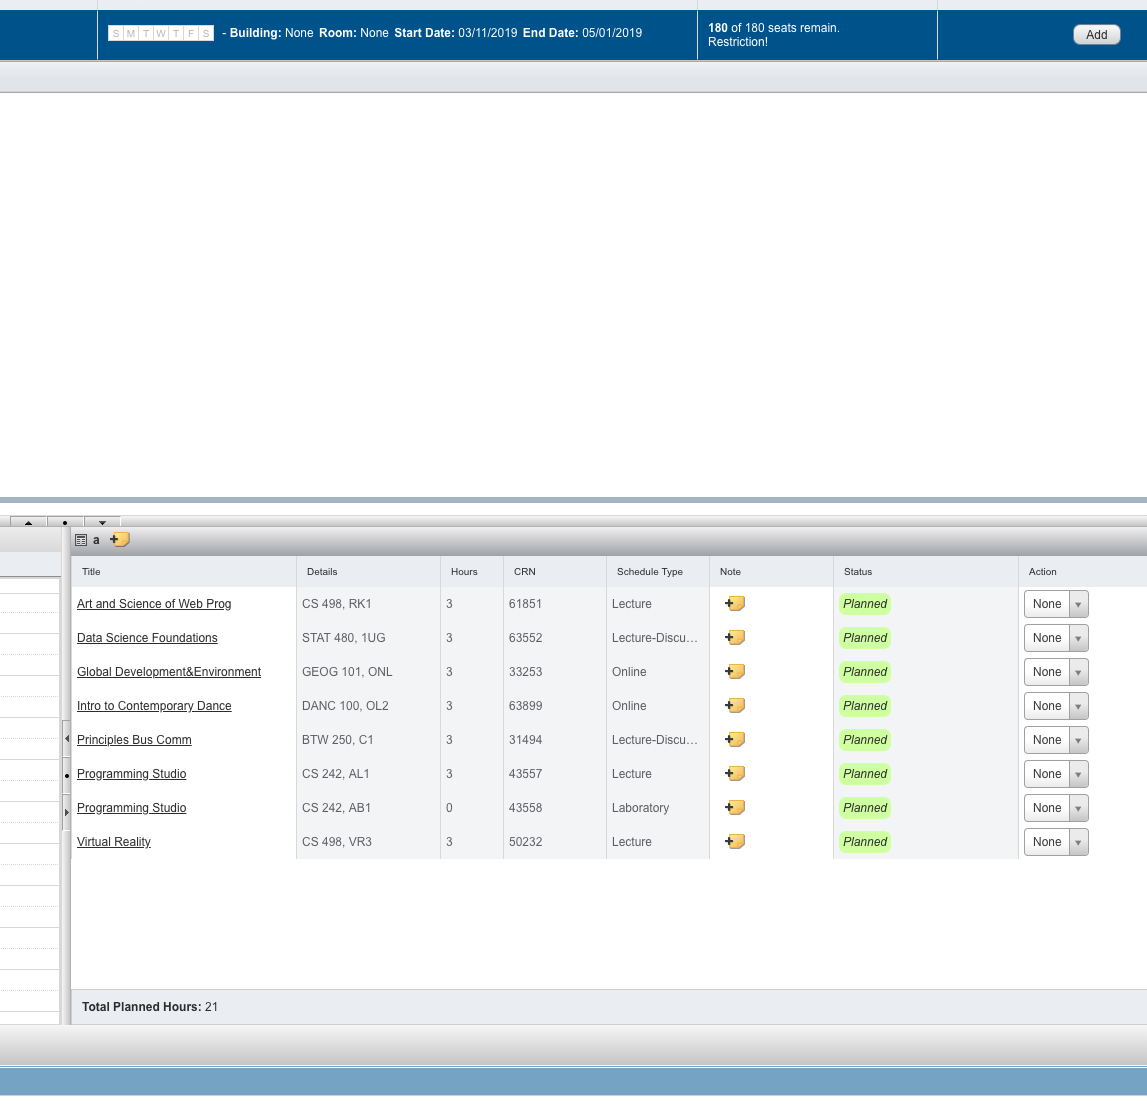 S M T W T F S - Building: None Room: None Start Date: 03/11/2019 End Date: 05/01/2019
180 of 180 seats remain.
Restriction!
Add
a
Title Details Hours CRN Schedule Type Note Status Action
Art and Science of Web Prog CS 498, RK1 3 61851 Lecture Planned None
Data Science Foundations STAT 480, 1UG 3 63552 Lecture-Discu… Planned None
Global Development&Environment GEOG 101, ONL 3 33253 Online Planned None
Intro to Contemporary Dance DANC 100, OL2 3 63899 Online Planned None
Principles Bus Comm BTW 250, C1 3 31494 Lecture-Discu… Planned None
Programming Studio CS 242, AL1 3 43557 Lecture Planned None
Programming Studio CS 242, AB1 0 43558 Laboratory Planned None
Virtual Reality CS 498, VR3 3 50232 Lecture Planned None
Total Planned Hours: 21